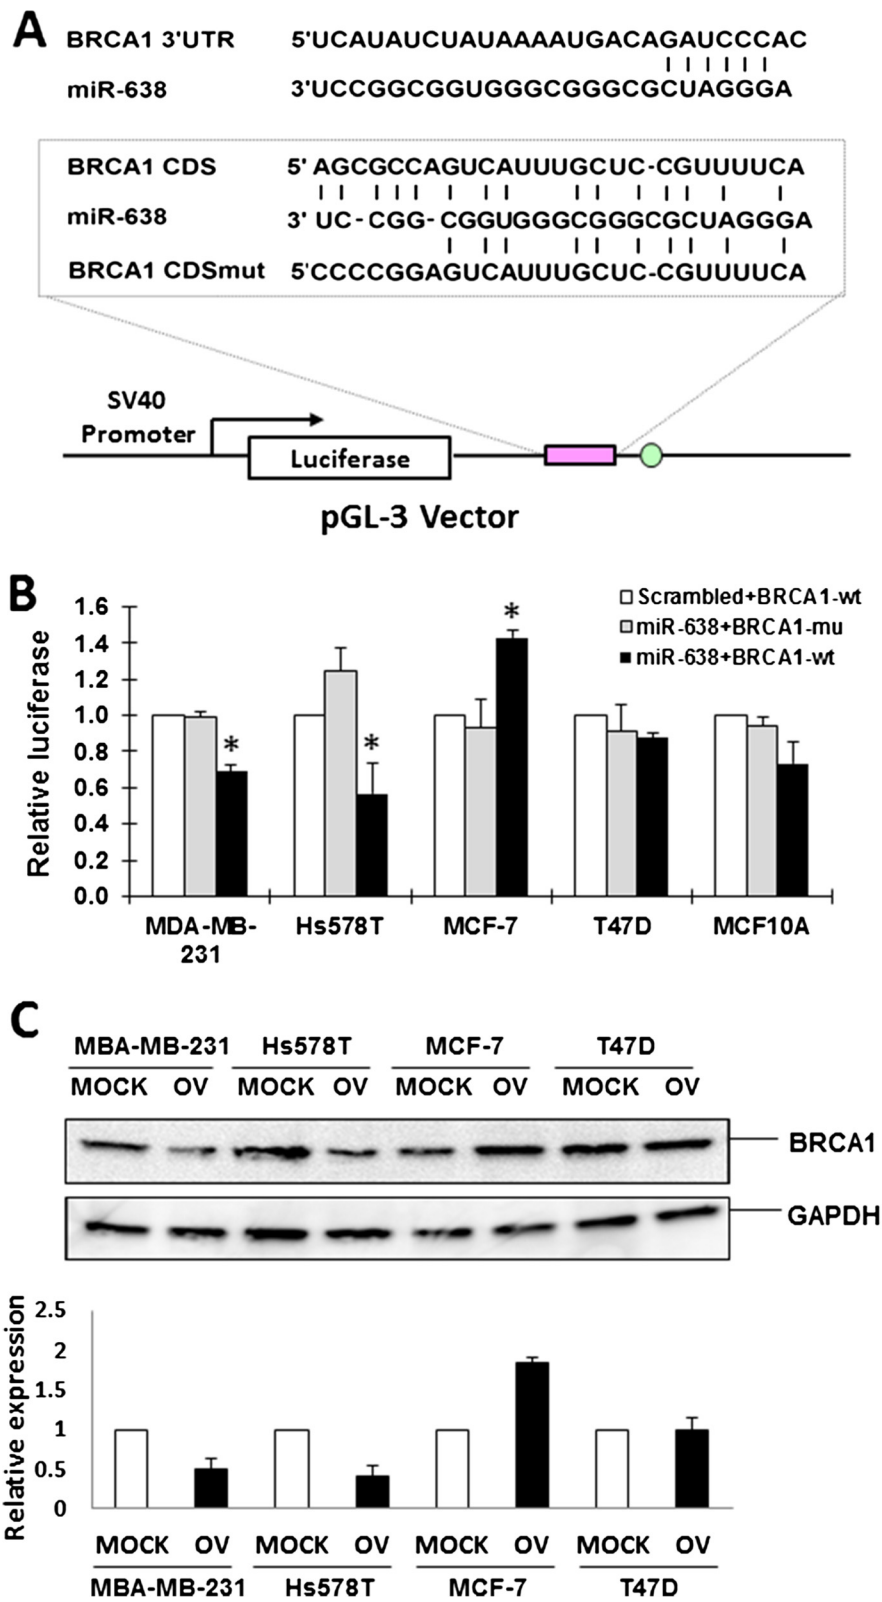 A
BRCA1 3'UTR 5'UCAUAUCUAUAAAAUGACAGAUCCCAC
miR-638 3'UCCGGCGGUGGGCGGGCGCUAGGGA
BRCA1 CDS 5' AGCGCCAGUCAUUUGCUC-CGUUUUCA
miR-638 3' UC-CGG-CGGUGGGCGGGCGCUAGGGA
BRCA1 CDSmut 5'CCCCGGAGUCAUUUGCUC-CGUUUUCA
SV40
Promoter
Luciferase
pGL-3 Vector
B
Relative luciferase
1.6
1.4
1.2
1.0
0.8
0.6
0.4
0.2
0.0
Scrambled+BRCA1-wt
miR-638+BRCA1-mu
miR-638+BRCA1-wt
* * *
MDA-MB-231 Hs578T MCF-7 T47D MCF10A
C
MBA-MB-231 Hs578T MCF-7 T47D
MOCK OV MOCK OV MOCK OV MOCK OV
BRCA1
GAPDH
Relative expression
2.5
2
1.5
1
0.5
0
MOCK OV MOCK OV MOCK OV MOCK OV
MBA-MB-231 Hs578T MCF-7 T47D